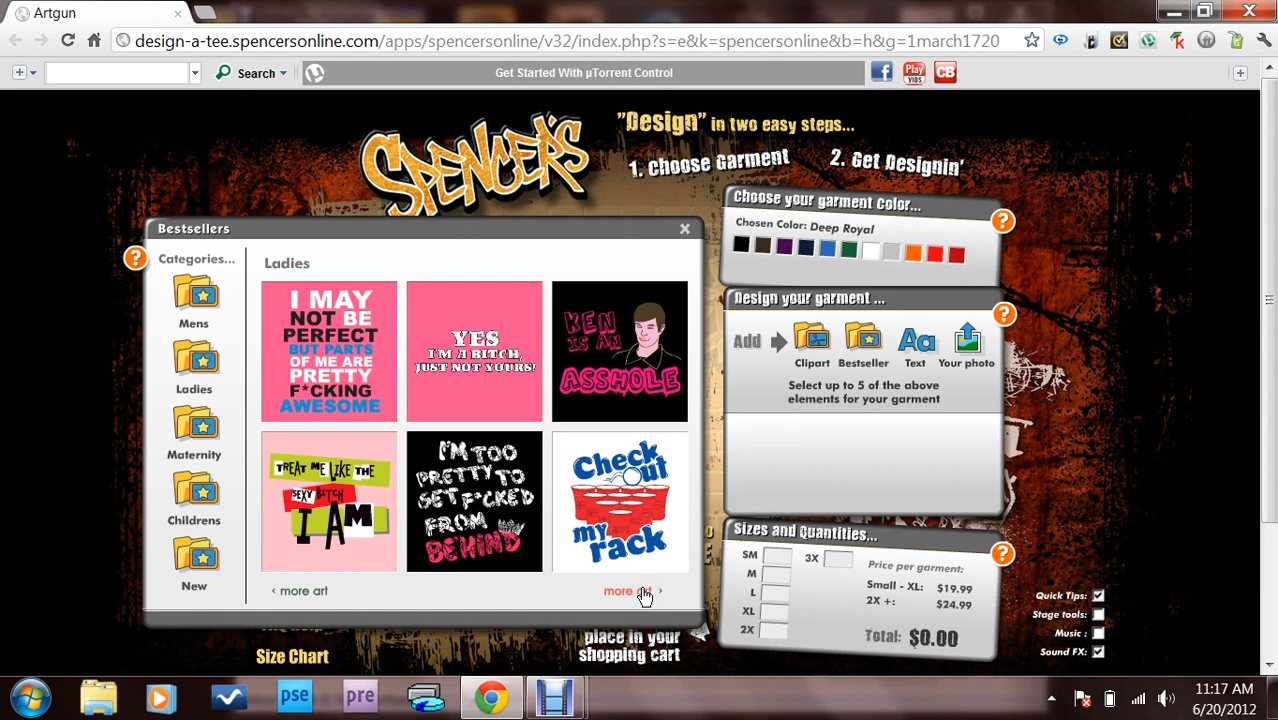 Artgun
design-a-tee.spencersonline.com/apps/spencersonline/v32/index.php?s=e&k=spencersonline&b=h&g=1march1720
Search
Get Started With µTorrent Control
Play
VIDS
CB
SPENCER'S
"Design" in two easy steps...
1. Choose Garment
2. Get Designin'
Bestsellers
Categories...
Mens
Ladies
Maternity
Childrens
New
Ladies
I MAY
NOT BE
PERFECT
BUT PARTS
OF ME ARE
PRETTY
F*CKING
AWESOME
YES
I'M A BITCH,
JUST NOT YOURS!
KEN
IS AN
ASSHOLE
TREAT ME LIKE THE
SEXY BITCH
I AM
I'M TOO
PRETTY TO
GET F*CKED
FROM
BEHIND
Check
out
my
rack
‹ more art
more art ›
Choose your garment Color...
Chosen Color: Deep Royal
Design your garment ...
Add
Clipart
Bestseller
Aa
Text
Your photo
Select up to 5 of the above
elements for your garment
Sizes and Quantities...
SM
M
L
XL
2X
3X
Price per garment:
Small - XL: $19.99
2X +: $24.99
Total: $0.00
Quick Tips:
Stage tools:
Music :
Sound FX:
Size Chart
place in your
shopping cart
pse
pre
11:17 AM
6/20/2012